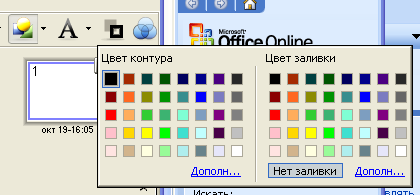 A
Microsoft
Office Online
Цвет контура
Цвет заливки
1
окт 19-16:05
Дополн...
Нет заливки
Дополн...
Искать: